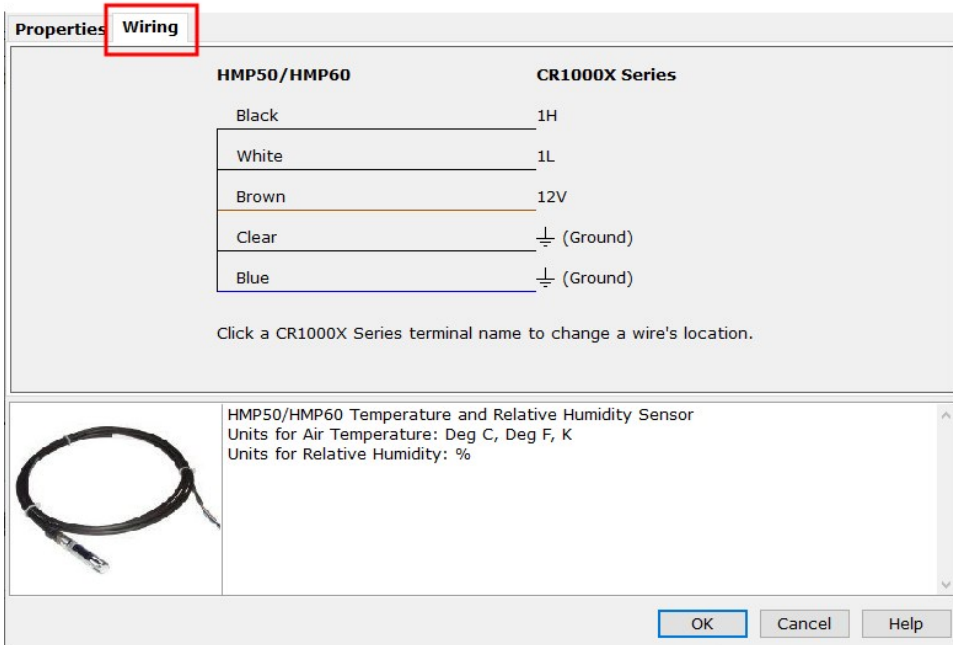 Properties Wiring
HMP50/HMP60 CR1000X Series
Black 1H
White 1L
Brown 12V
Clear (Ground)
Blue (Ground)
Click a CR1000X Series terminal name to change a wire's location.
HMP50/HMP60 Temperature and Relative Humidity Sensor
Units for Air Temperature: Deg C, Deg F, K
Units for Relative Humidity: %
OK Cancel Help